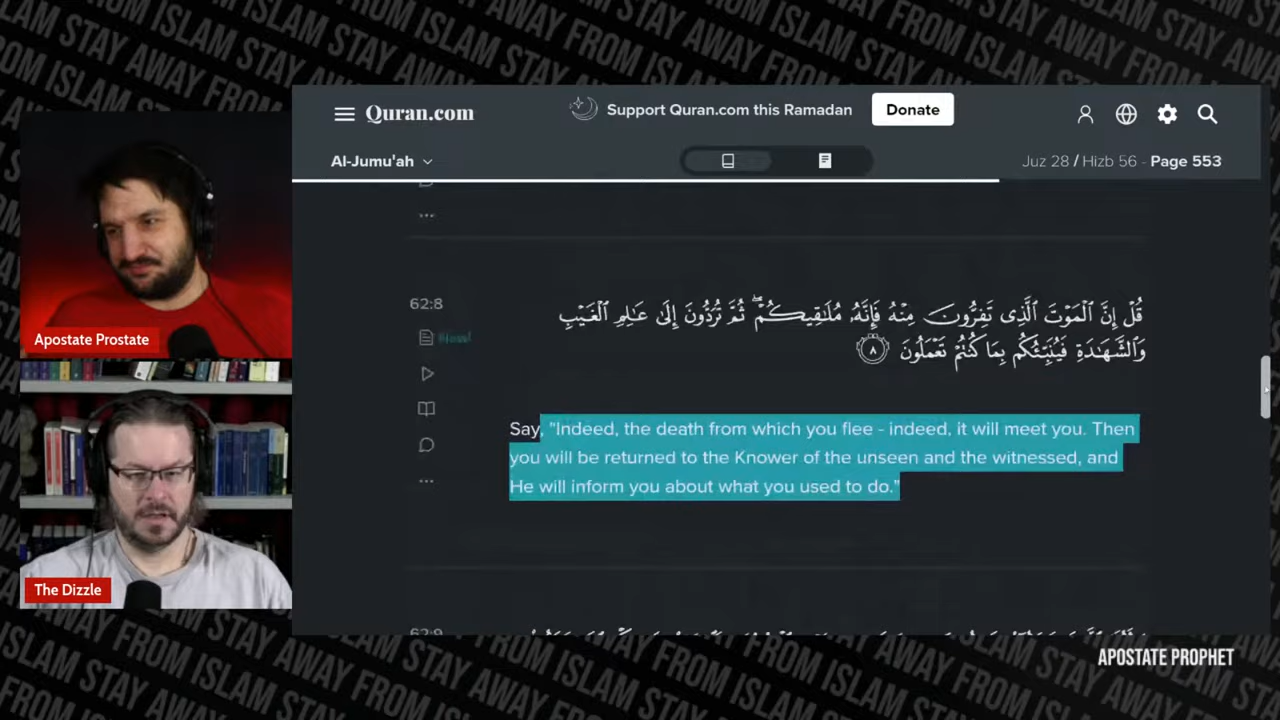 STAY AWAY FROM ISLAM
Quran.com
Support Quran.com this Ramadan
Donate
Al-Jumu'ah
Juz 28 / Hizb 56 - Page 553
Apostate Prostate
The Dizzle
62:8
قُلْ إِنَّ ٱلْمَوْتَ ٱلَّذِى تَفِرُّونَ مِنْهُ فَإِنَّهُۥ مُلَـٰقِيكُمْ ۖ ثُمَّ تُرَدُّونَ إِلَىٰ عَـٰلِمِ ٱلْغَيْبِ
وَٱلشَّهَـٰدَةِ فَيُنَبِّئُكُم بِمَا كُنتُمْ تَعْمَلُونَ ٨
Say, "Indeed, the death from which you flee - indeed, it will meet you. Then
you will be returned to the Knower of the unseen and the witnessed, and
He will inform you about what you used to do."
62:9
APOSTATE PROPHET